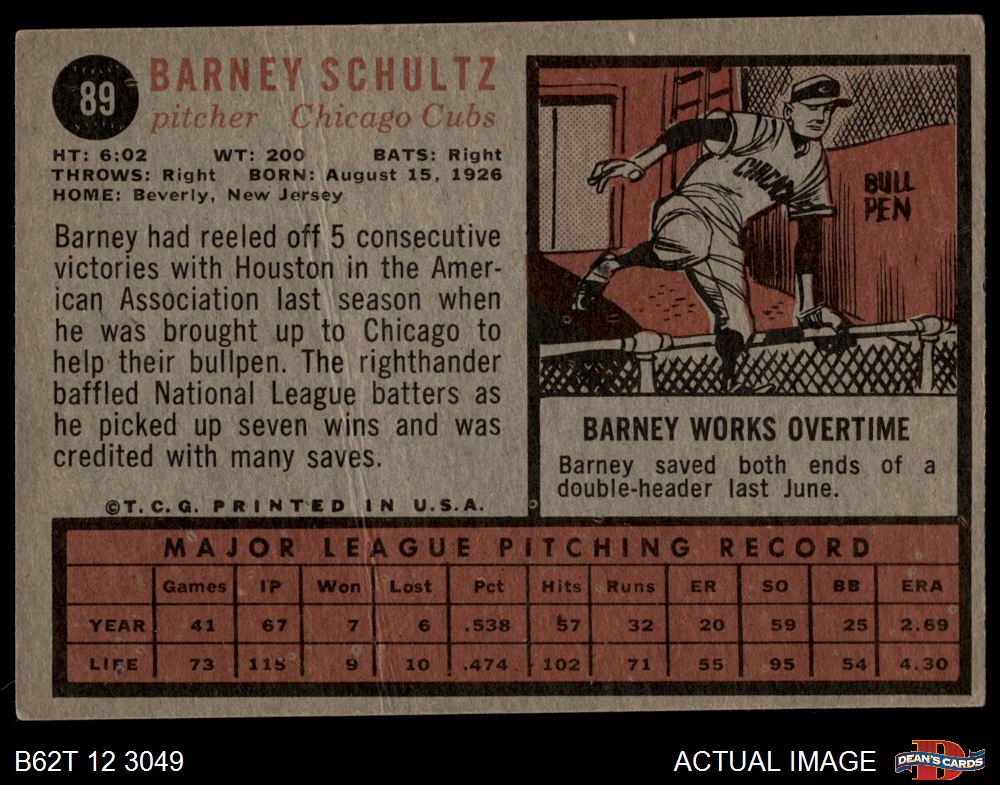 89
BARNEY SCHULTZ
pitcher Chicago Cubs
HT: 6:02 WT: 200 BATS: Right
THROWS: Right BORN: August 15, 1926
HOME: Beverly, New Jersey
Barney had reeled off 5 consecutive
victories with Houston in the Amer-
ican Association last season when
he was brought up to Chicago to
help their bullpen. The righthander
baffled National League batters as
he picked up seven wins and was
credited with many saves.
©T.C.G. PRINTED IN U.S.A.
CHICAG
BULL
PEN
BARNEY WORKS OVERTIME
Barney saved both ends of a
double-header last June.
MAJOR LEAGUE PITCHING RECORD
Games IP Won Lost Pct Hits Runs ER SO BB ERA
YEAR 41 67 7 6 .538 57 32 20 59 25 2.69
LIFE 73 115 9 10 .474 102 71 55 95 54 4.30
B62T 12 3049
ACTUAL IMAGE
DEAN'S CARDS